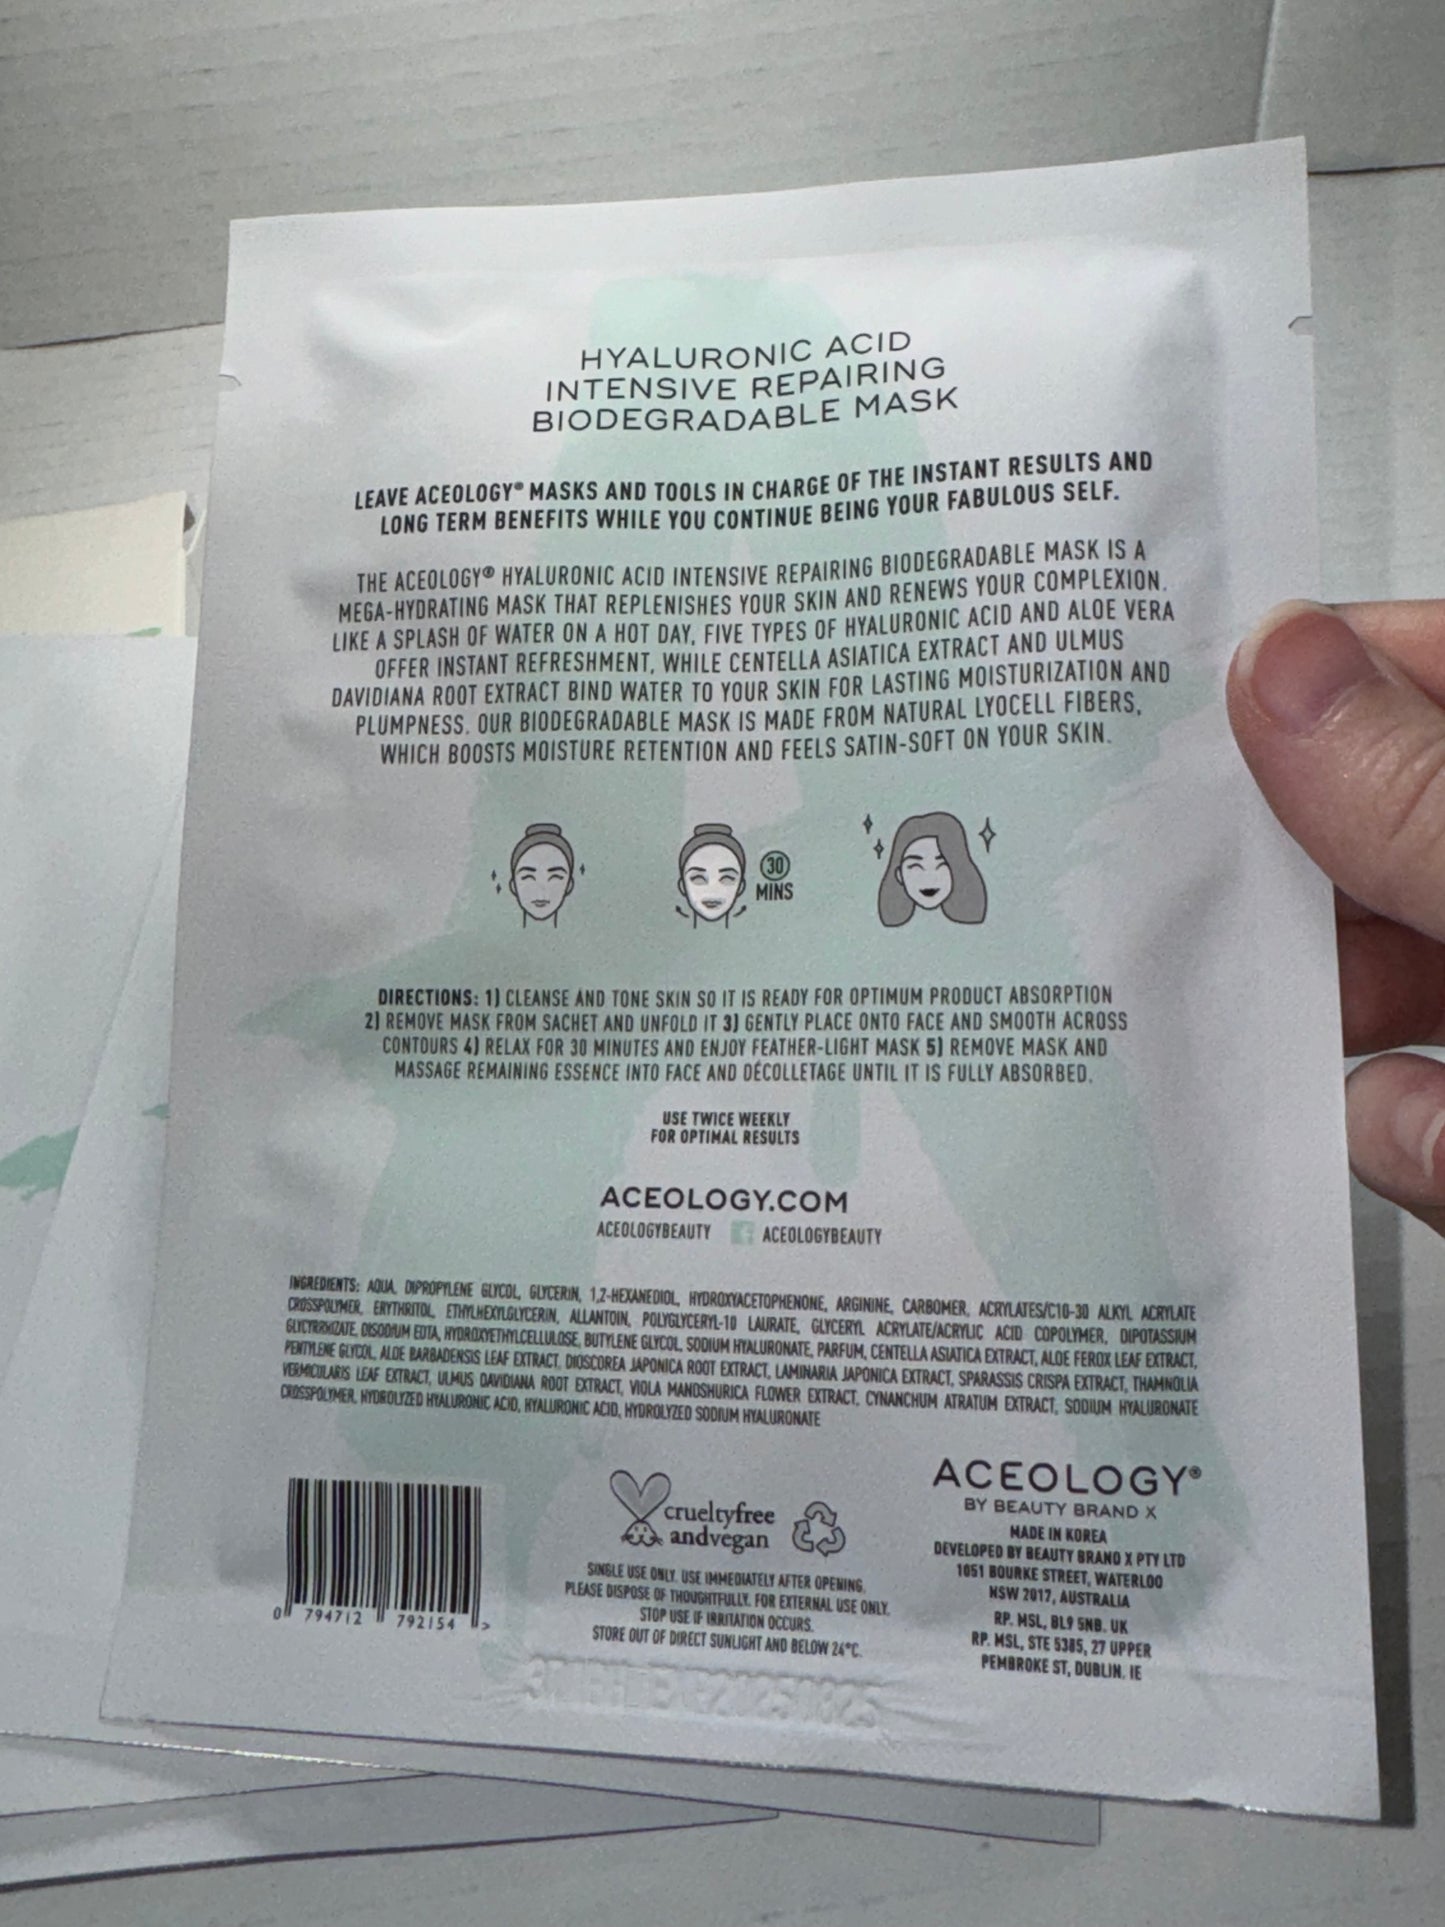 HYALURONIC ACID
INTENSIVE REPAIRING
BIODEGRADABLE MASK
LEAVE ACEOLOGY® MASKS AND TOOLS IN CHARGE OF THE INSTANT RESULTS AND
LONG TERM BENEFITS WHILE YOU CONTINUE BEING YOUR FABULOUS SELF.
THE ACEOLOGY® HYALURONIC ACID INTENSIVE REPAIRING BIODEGRADABLE MASK IS A
MEGA-HYDRATING MASK THAT REPLENISHES YOUR SKIN AND RENEWS YOUR COMPLEXION.
LIKE A SPLASH OF WATER ON A HOT DAY, FIVE TYPES OF HYALURONIC ACID AND ALOE VERA
OFFER INSTANT REFRESHMENT, WHILE CENTELLA ASIATICA EXTRACT AND ULMUS
DAVIDIANA ROOT EXTRACT BIND WATER TO YOUR SKIN FOR LASTING MOISTURIZATION AND
PLUMPNESS. OUR BIODEGRADABLE MASK IS MADE FROM NATURAL LYOCELL FIBERS,
WHICH BOOSTS MOISTURE RETENTION AND FEELS SATIN-SOFT ON YOUR SKIN.
30
MINS
DIRECTIONS: 1) CLEANSE AND TONE SKIN SO IT IS READY FOR OPTIMUM PRODUCT ABSORPTION
2) REMOVE MASK FROM SACHET AND UNFOLD IT 3) GENTLY PLACE ONTO FACE AND SMOOTH ACROSS
CONTOURS 4) RELAX FOR 30 MINUTES AND ENJOY FEATHER-LIGHT MASK 5) REMOVE MASK AND
MASSAGE REMAINING ESSENCE INTO FACE AND DÉCOLLETAGE UNTIL IT IS FULLY ABSORBED.
USE TWICE WEEKLY
FOR OPTIMAL RESULTS
ACEOLOGY.COM
ACEOLOGYBEAUTY f ACEOLOGYBEAUTY
INGREDIENTS: AQUA, DIPROPYLENE GLYCOL, GLYCERIN, 1,2-HEXANEDIOL, HYDROXYACETOPHENONE, ARGININE, CARBOMER, ACRYLATES/C10-30 ALKYL ACRYLATE
CROSSPOLYMER, ERYTHRITOL, ETHYLHEXYLGLYCERIN, ALLANTOIN, POLYGLYCERYL-10 LAURATE, GLYCERYL ACRYLATE/ACRYLIC ACID COPOLYMER, DIPOTASSIUM
GLYCYRRHIZATE, DISODIUM EDTA, HYDROXYETHYLCELLULOSE, BUTYLENE GLYCOL, SODIUM HYALURONATE, PARFUM, CENTELLA ASIATICA EXTRACT, ALOE FEROX LEAF EXTRACT,
PENTYLENE GLYCOL, ALOE BARBADENSIS LEAF EXTRACT, DIOSCOREA JAPONICA ROOT EXTRACT, LAMINARIA JAPONICA EXTRACT, SPARASSIS CRISPA EXTRACT, THAMNOLIA
VERMICULARIS LEAF EXTRACT, ULMUS DAVIDIANA ROOT EXTRACT, VIOLA MANDSHURICA FLOWER EXTRACT, CYNANCHUM ATRATUM EXTRACT, SODIUM HYALURONATE
CROSSPOLYMER, HYDROLYZED HYALURONIC ACID, HYALURONIC ACID, HYDROLYZED SODIUM HYALURONATE
0 794712 792154 >
crueltyfree
andvegan
SINGLE USE ONLY. USE IMMEDIATELY AFTER OPENING.
PLEASE DISPOSE OF THOUGHTFULLY. FOR EXTERNAL USE ONLY.
STOP USE IF IRRITATION OCCURS.
STORE OUT OF DIRECT SUNLIGHT AND BELOW 24°C.
ACEOLOGY®
BY BEAUTY BRAND X
MADE IN KOREA
DEVELOPED BY BEAUTY BRAND X PTY LTD
1051 BOURKE STREET, WATERLOO
NSW 2017, AUSTRALIA
RP. MSL, BL9 5NB. UK
RP. MSL, STE 5385, 27 UPPER
PEMBROKE ST, DUBLIN. IE